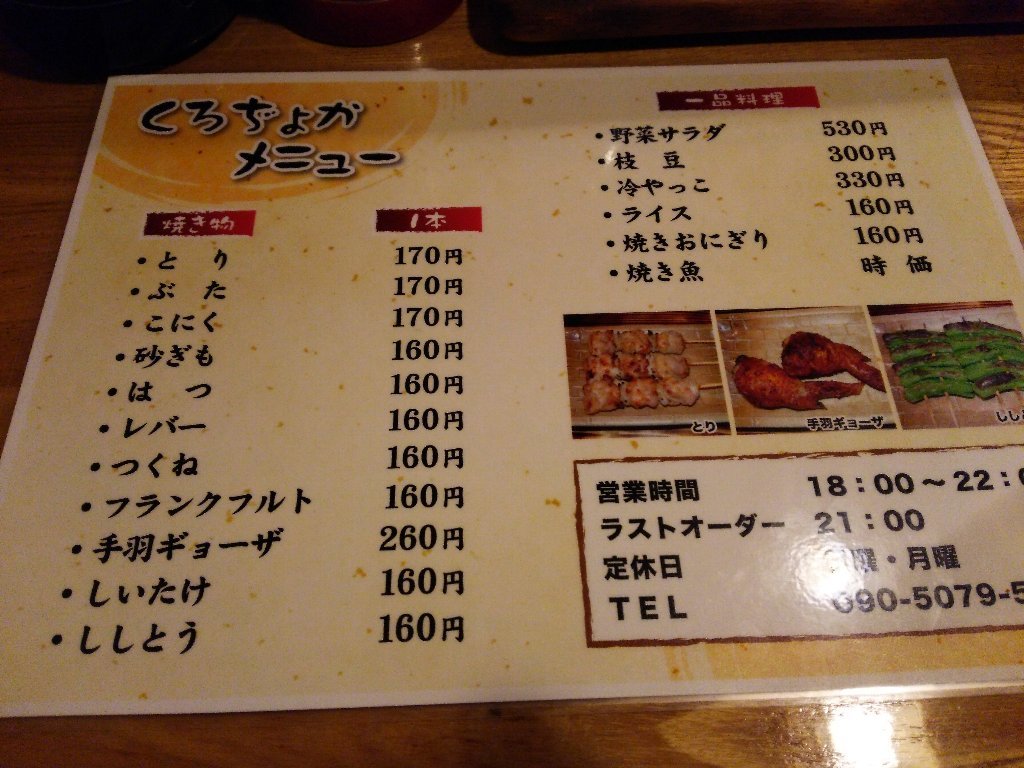 くろぢょか
メニュー
焼き物 1本
・とり 170円
・ぶた 170円
・こにく 170円
・砂ぎも 160円
・はつ 160円
・レバー 160円
・つくね 160円
・フランクフルト 160円
・手羽ギョーザ 260円
・しいたけ 160円
・ししとう 160円
一品料理
・野菜サラダ 530円
・枝豆 300円
・冷やっこ 330円
・ライス 160円
・焼きおにぎり 160円
・焼き魚 時価
とり
手羽ギョーザ
しし
営業時間 18:00～22:0
ラストオーダー 21:00
定休日 曜・月曜
TEL 090-5079-5